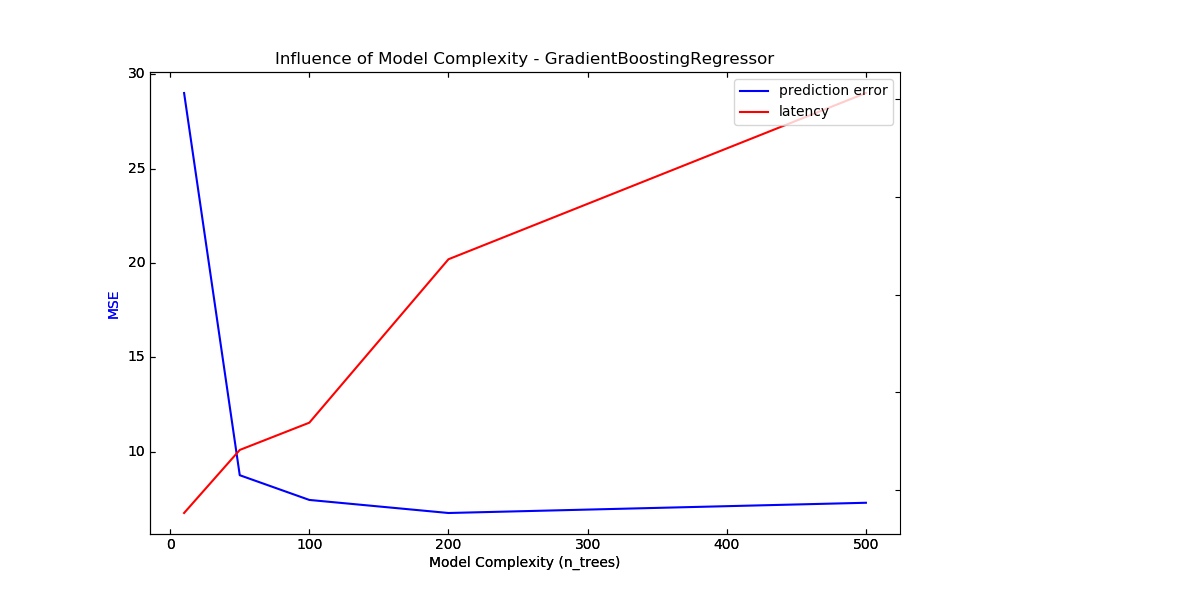 Influence of Model Complexity - GradientBoostingRegressor
prediction error
latency
30
25
20
15
10
MSE
0
100
200
300
400
500
Model Complexity (n_trees)